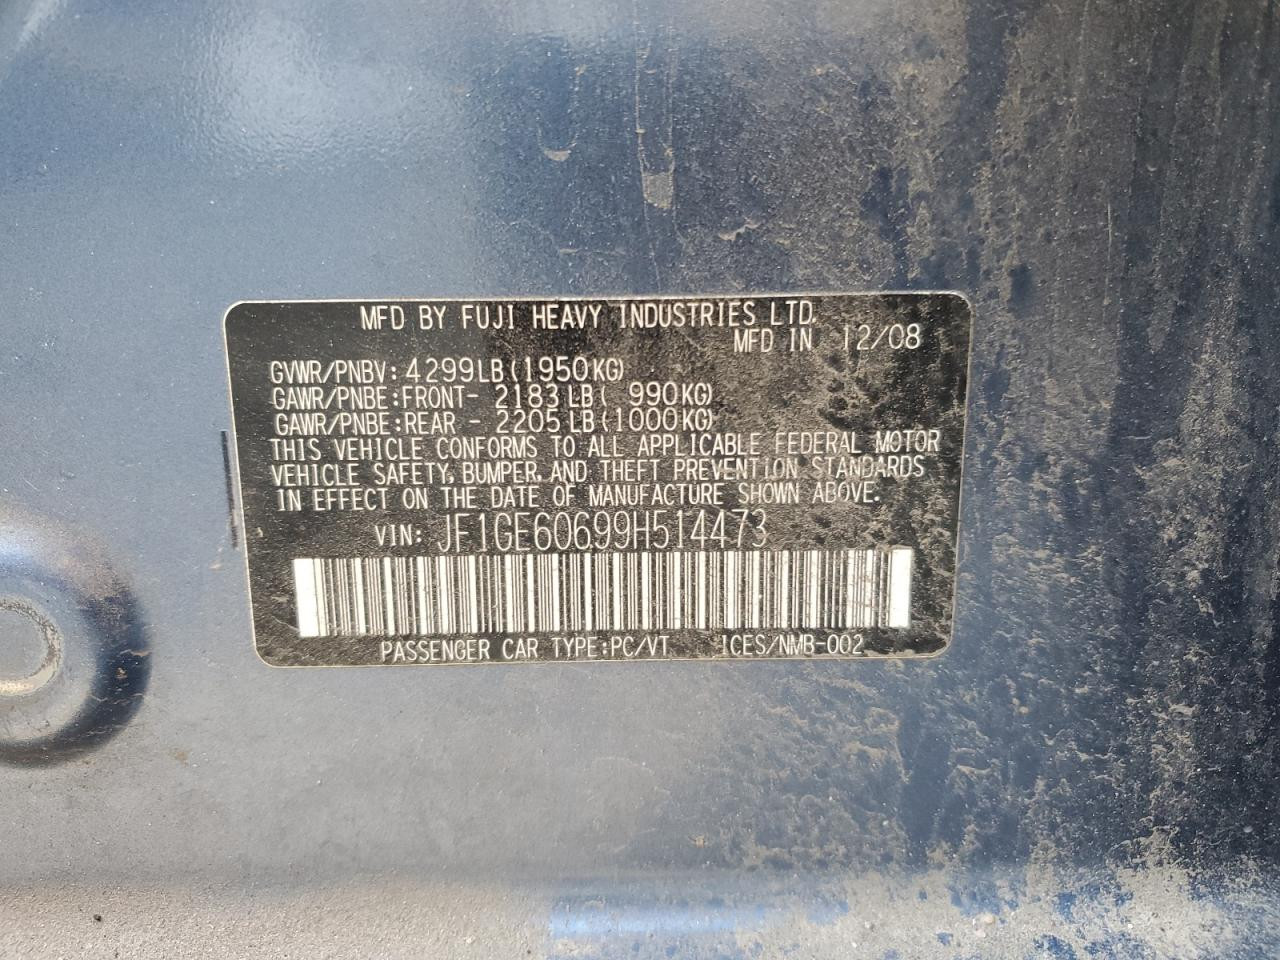 MFD BY FUJI HEAVY INDUSTRIES LTD.
MFD IN 12/08
GVWR/PNBV: 4299LB(1950KG)
GAWR/PNBE:FRONT- 2183LB( 990KG)
GAWR/PNBE:REAR - 2205LB(1000KG)
THIS VEHICLE CONFORMS TO ALL APPLICABLE FEDERAL MOTOR
VEHICLE SAFETY, BUMPER, AND THEFT PREVENTION STANDARDS
IN EFFECT ON THE DATE OF MANUFACTURE SHOWN ABOVE.
VIN: JF1GE60699H514473
PASSENGER CAR TYPE:PC/VT ICES/NMB-002